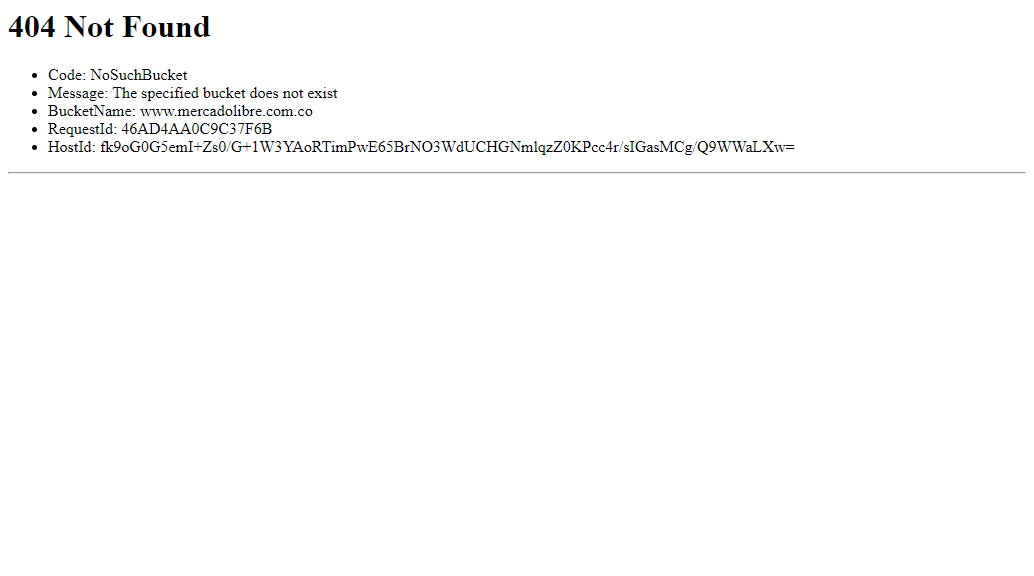 404 Not Found
Code: NoSuchBucket
Message: The specified bucket does not exist
BucketName: www.mercadolibre.com.co
RequestId: 46AD4AA0C9C37F6B
HostId: fk9oG0G5emI+Zs0/G+1W3YAoRTimPwE65BrNO3WdUCHGNmlqzZ0KPcc4r/sIGasMCg/Q9WWaLXw=